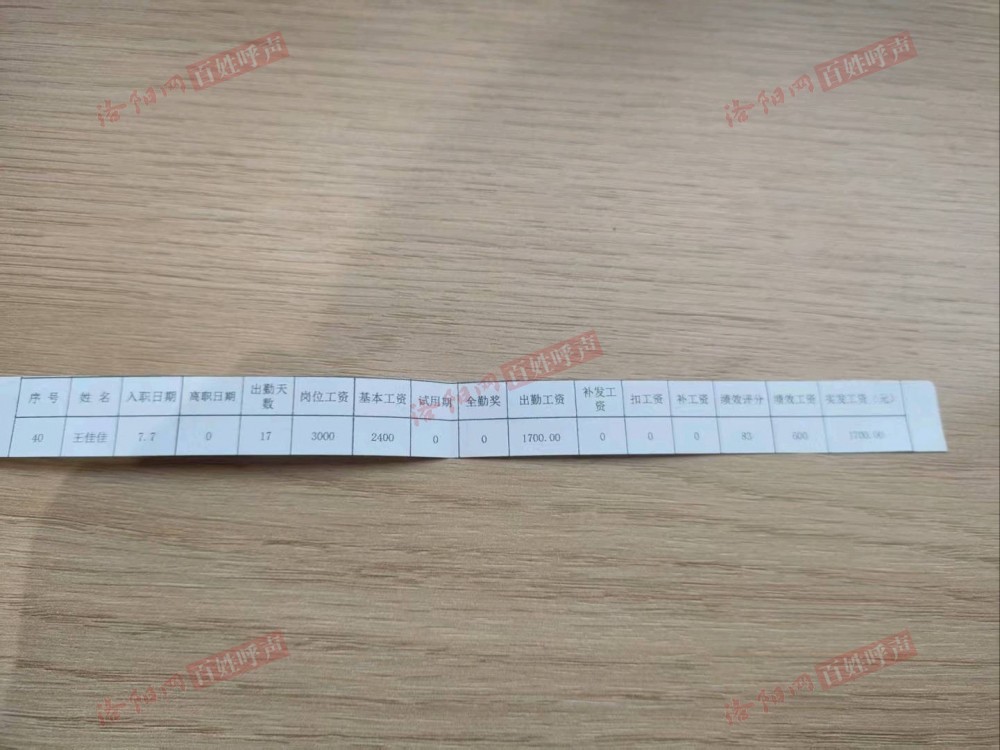 洛阳网 百姓呼声
洛阳网 百姓呼声
洛阳网 百姓呼声
序号 姓名 入职日期 离职日期 出勤天数 岗位工资 基本工资 试用期 全勤奖 出勤工资 补发工资 扣工资 补工资 绩效评分 绩效工资 实发工资（元）
40 王佳佳 7.7 0 17 3000 2400 0 0 1700.00 0 0 0 83 600 1700.00
洛阳网 百姓呼声
洛阳网 百姓呼声